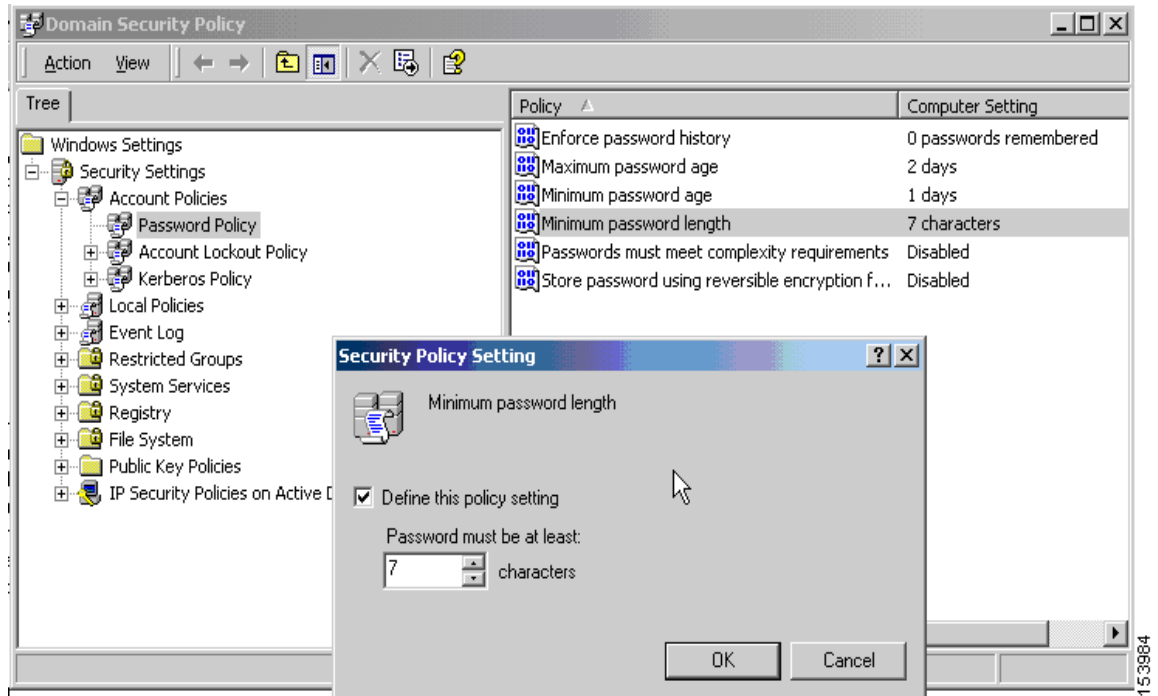 Domain Security Policy
Action View
Tree
Policy Computer Setting
Windows Settings
Security Settings
Account Policies
Password Policy
Account Lockout Policy
Kerberos Policy
Local Policies
Event Log
Restricted Groups
System Services
Registry
File System
Public Key Policies
IP Security Policies on Active D
Enforce password history 0 passwords remembered
Maximum password age 2 days
Minimum password age 1 days
Minimum password length 7 characters
Passwords must meet complexity requirements Disabled
Store password using reversible encryption f... Disabled
Security Policy Setting
Minimum password length
Define this policy setting
Password must be at least:
7 characters
OK Cancel
153984